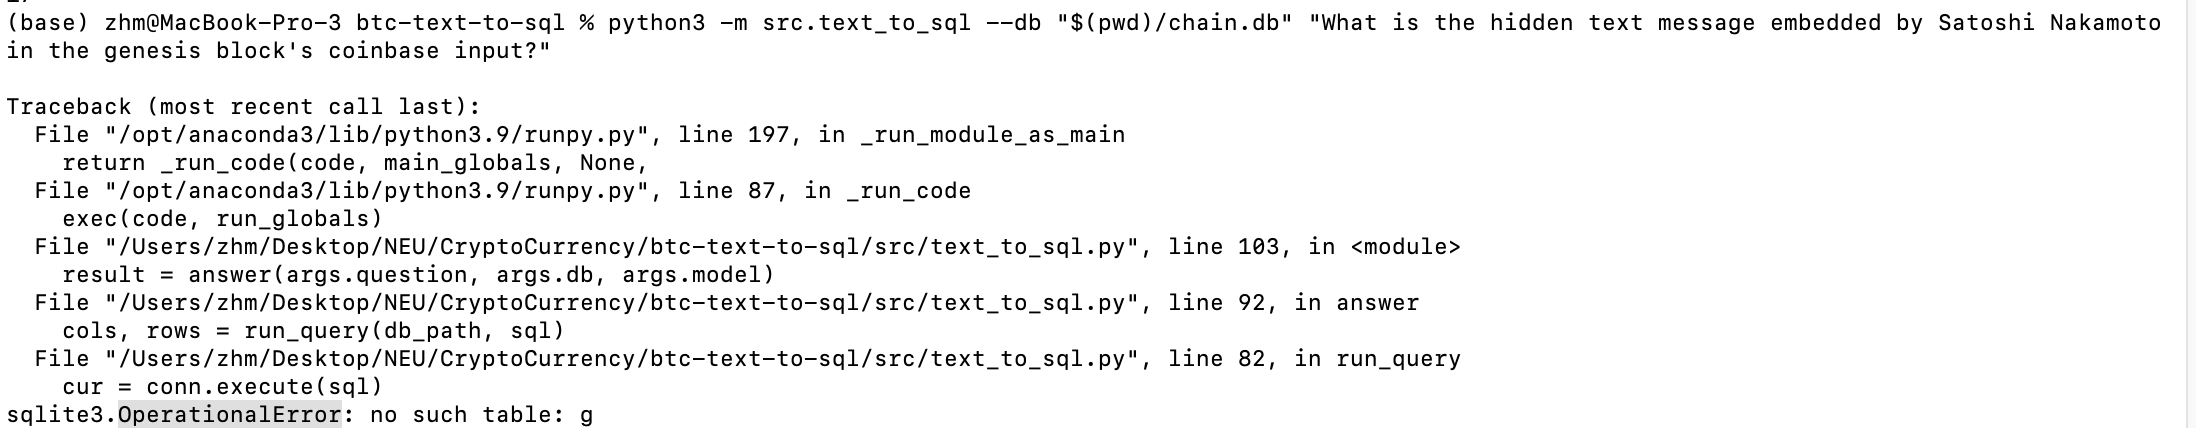 (base) zhm@MacBook-Pro-3 btc-text-to-sql % python3 -m src.text_to_sql --db "$(pwd)/chain.db" "What is the hidden text message embedded by Satoshi Nakamoto
in the genesis block's coinbase input?"
Traceback (most recent call last):
  File "/opt/anaconda3/lib/python3.9/runpy.py", line 197, in _run_module_as_main
    return _run_code(code, main_globals, None,
  File "/opt/anaconda3/lib/python3.9/runpy.py", line 87, in _run_code
    exec(code, run_globals)
  File "/Users/zhm/Desktop/NEU/CryptoCurrency/btc-text-to-sql/src/text_to_sql.py", line 103, in <module>
    result = answer(args.question, args.db, args.model)
  File "/Users/zhm/Desktop/NEU/CryptoCurrency/btc-text-to-sql/src/text_to_sql.py", line 92, in answer
    cols, rows = run_query(db_path, sql)
  File "/Users/zhm/Desktop/NEU/CryptoCurrency/btc-text-to-sql/src/text_to_sql.py", line 82, in run_query
    cur = conn.execute(sql)
sqlite3.OperationalError: no such table: g